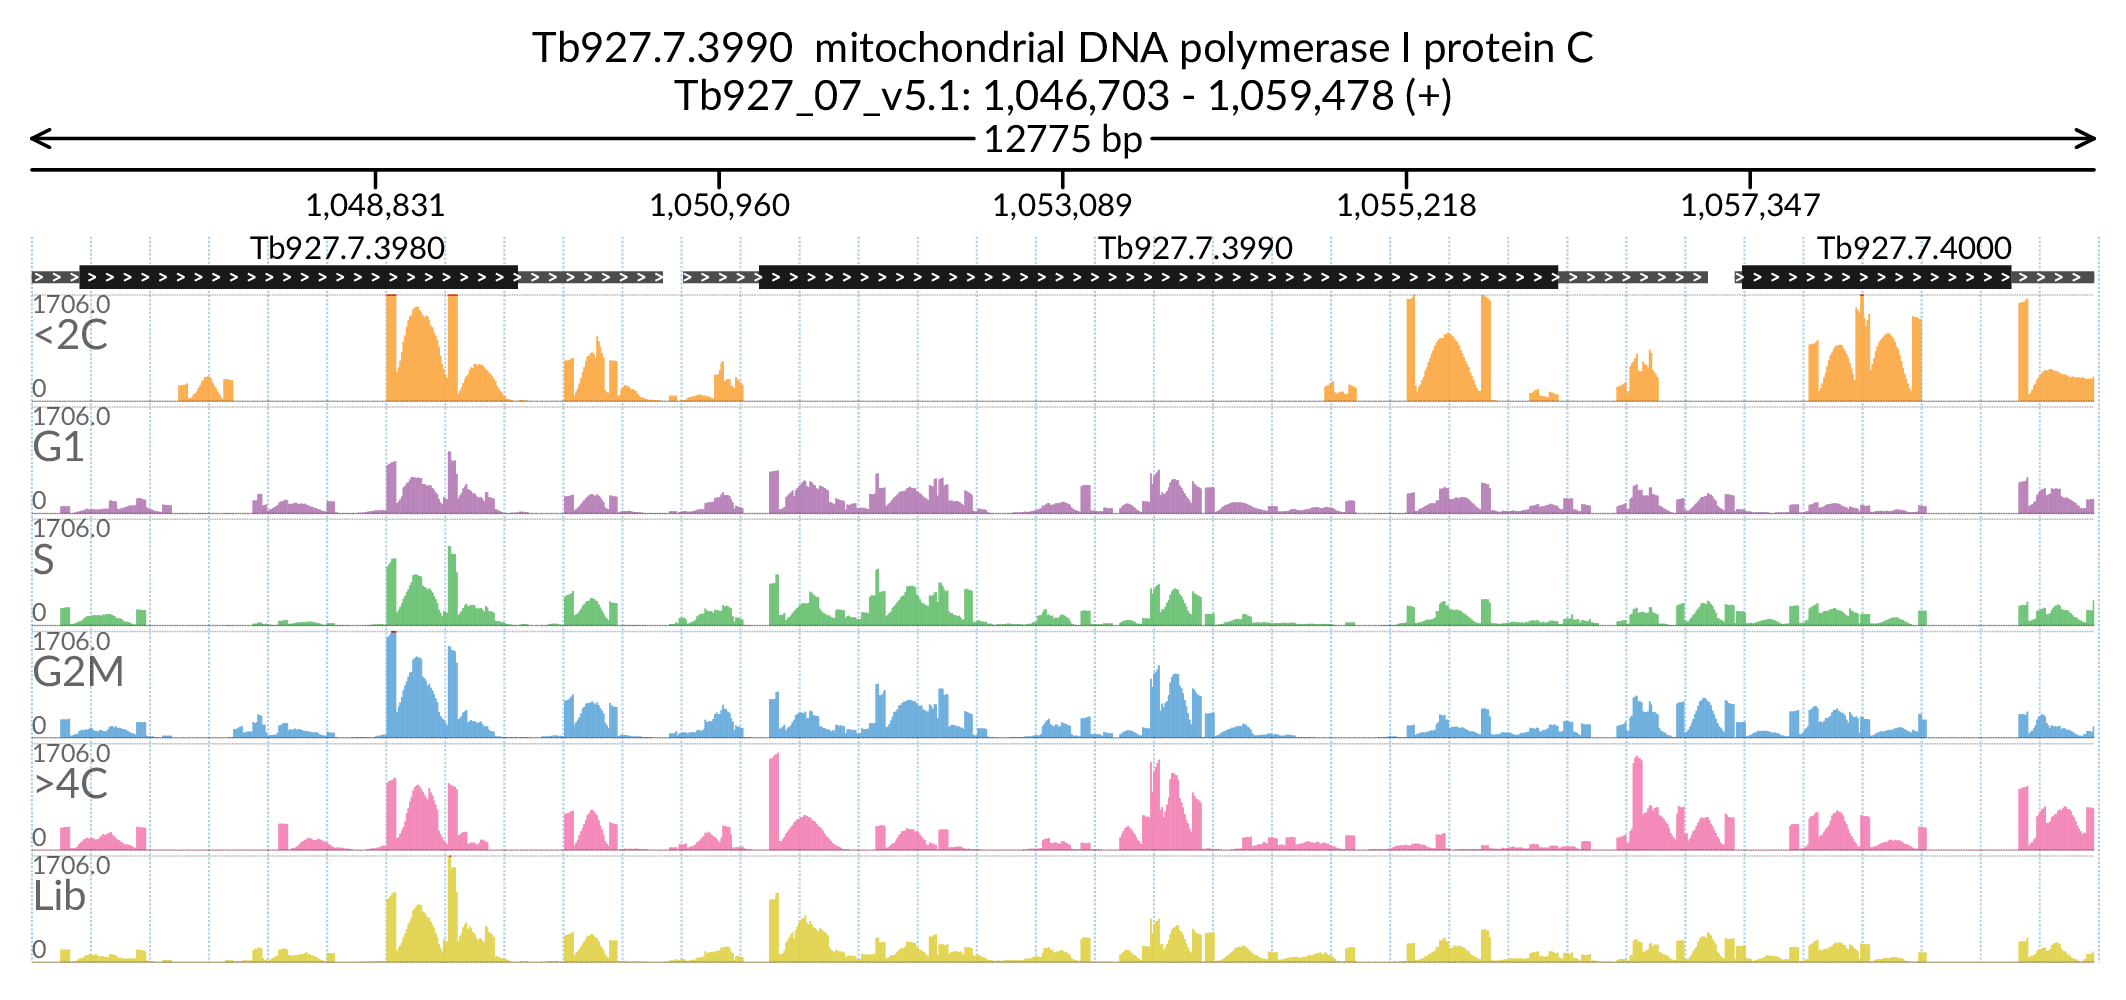 Tb927.7.3990  mitochondrial DNA polymerase I protein C
Tb927_07_v5.1: 1,046,703 - 1,059,478 (+)
12775 bp
1,048,831 1,050,960 1,053,089 1,055,218 1,057,347
Tb927.7.3980 Tb927.7.3990 Tb927.7.4000
1706.0
<2C
0
1706.0
G1
0
1706.0
S
0
1706.0
G2M
0
1706.0
>4C
0
1706.0
Lib
0